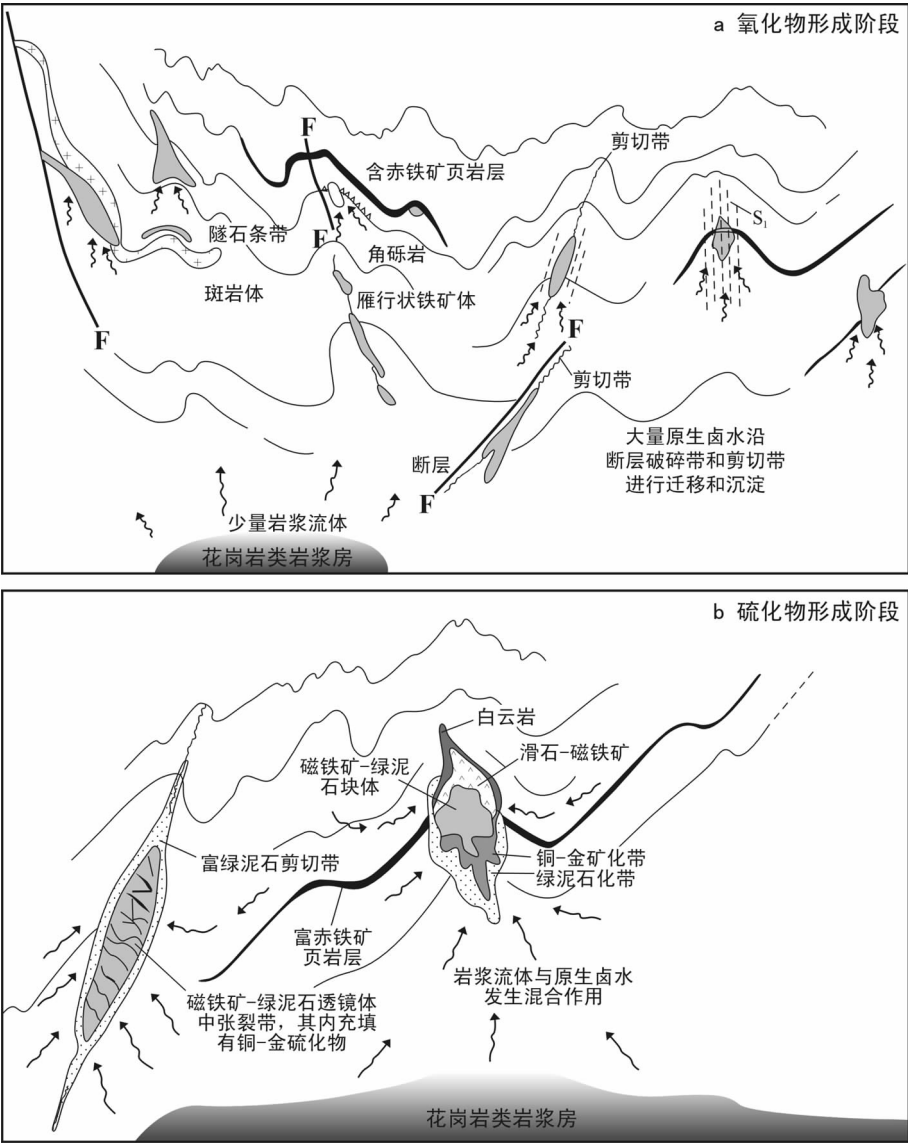 a 氧化物形成阶段
剪切带
F
含赤铁矿页岩层
S1
隧石条带
F
角砾岩
斑岩体
雁行状铁矿体
F
F
剪切带
大量原生卤水沿
断层破碎带和剪切带
进行迁移和沉淀
断层
F
少量岩浆流体
花岗岩类岩浆房
b 硫化物形成阶段
白云岩
滑石-磁铁矿
磁铁矿-绿泥
石块体
富绿泥石剪切带
铜-金矿化带
绿泥石化带
富赤铁矿
页岩层
岩浆流体与原生卤水
发生混合作用
磁铁矿-绿泥石透镜体
中张裂带，其内充填
有铜-金硫化物
花岗岩类岩浆房